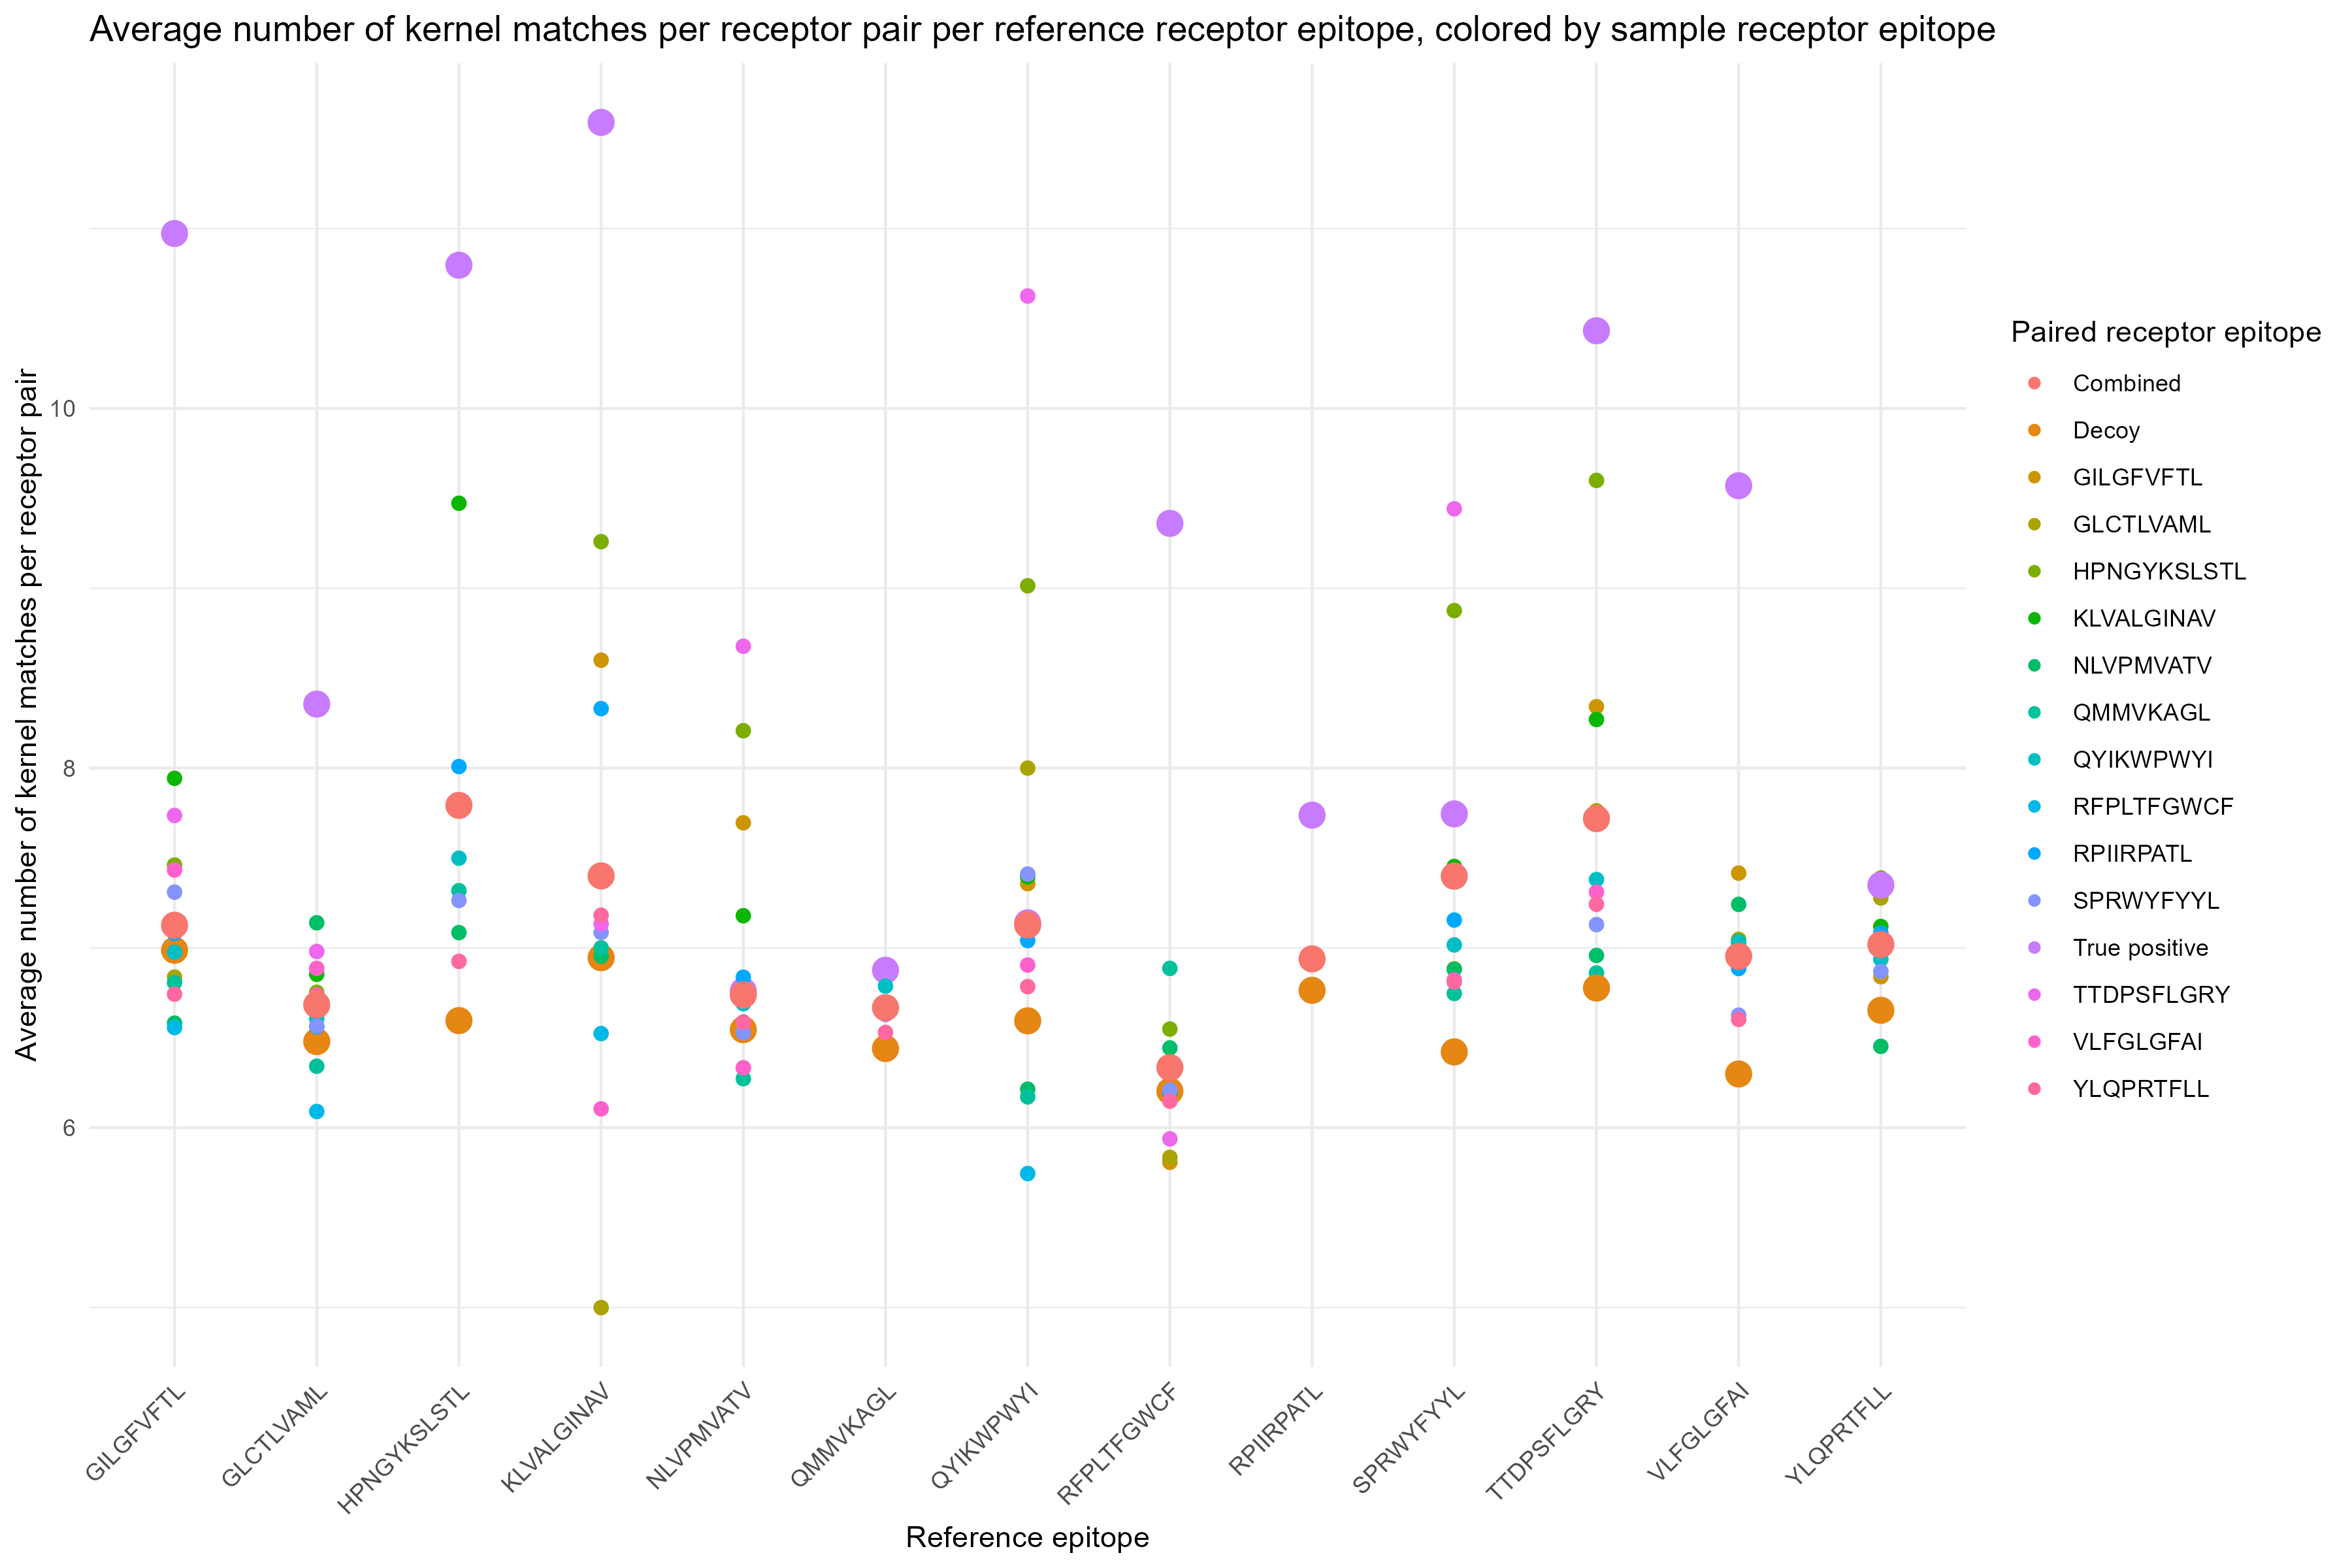 Average number of kernel matches per receptor pair per reference receptor epitope, colored by sample receptor epitope
Average number of kernel matches per receptor pair
10
8
6
GILGFVFTL
GLCTLVAML
HPNGYKSLSTL
KLVALGINAV
NLVPMVATV
QMMVKAGL
QYIKWPWYI
RFPLTFGWCF
RPIIRPATL
SPRWYFYYL
TTDPSFLGRY
VLFGLGFAI
YLQPRTFLL
Reference epitope
Paired receptor epitope
Combined
Decoy
GILGFVFTL
GLCTLVAML
HPNGYKSLSTL
KLVALGINAV
NLVPMVATV
QMMVKAGL
QYIKWPWYI
RFPLTFGWCF
RPIIRPATL
SPRWYFYYL
True positive
TTDPSFLGRY
VLFGLGFAI
YLQPRTFLL